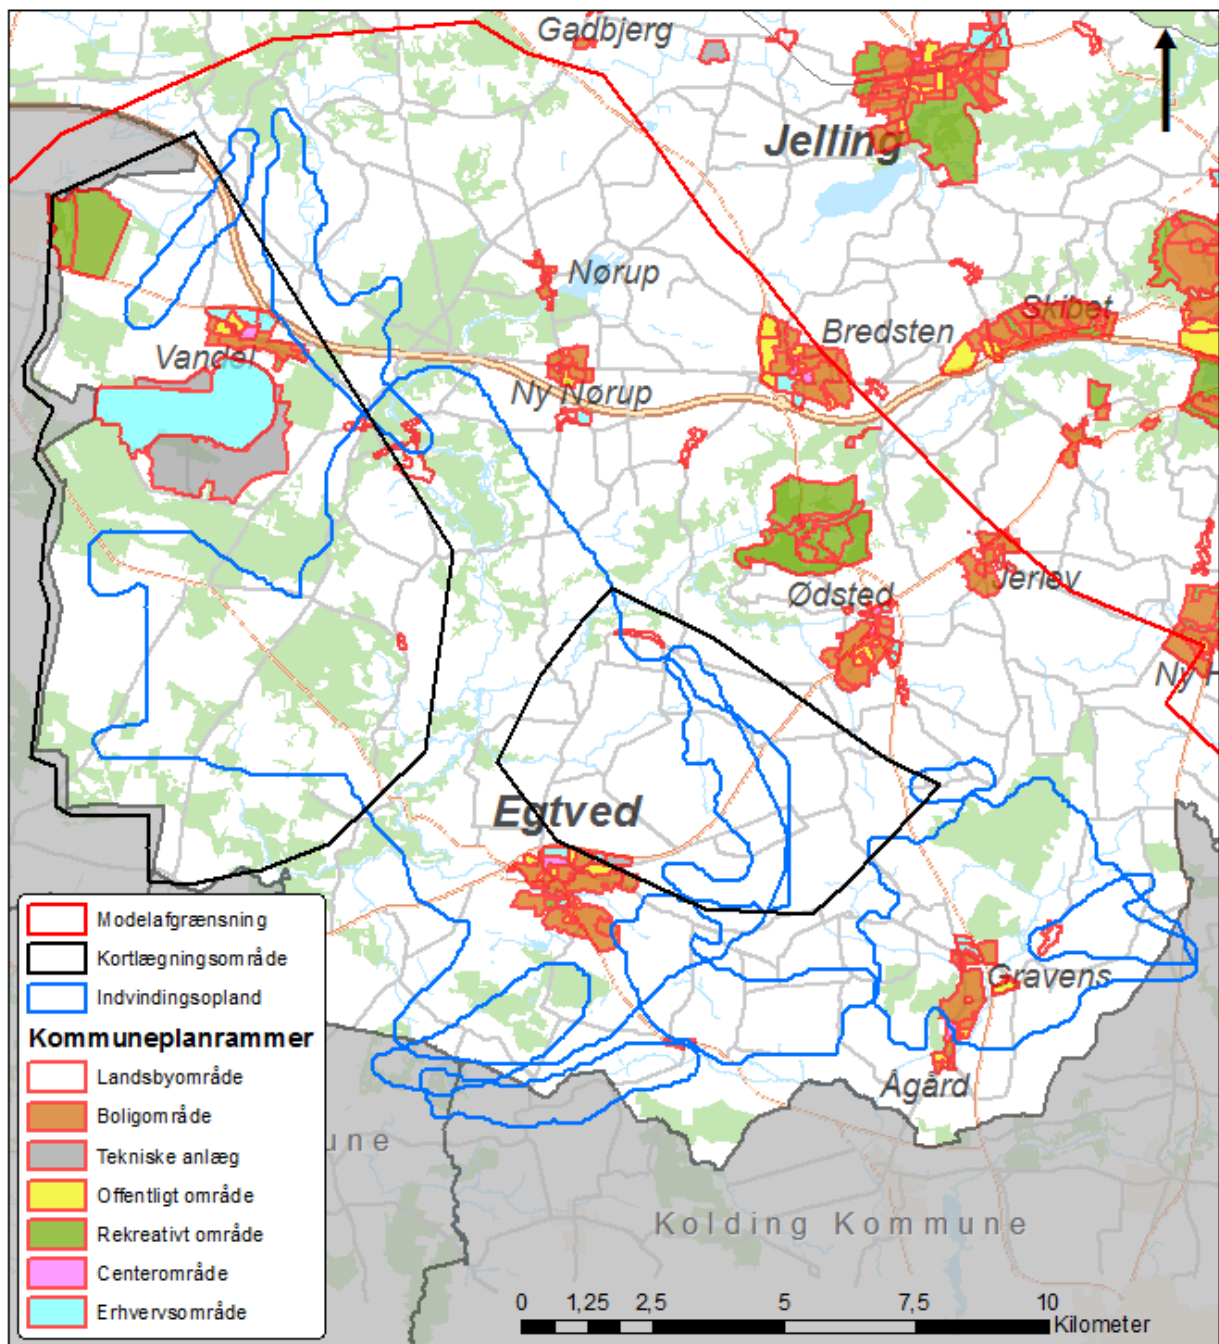 Gadbjerg
Jelling
Nørup
Skibet
Bredsten
Vandel
Ny Nørup
Jerlev
Ødsted
Ny H
Egtved
Gravens
Ågård
une
Kolding Kommune
Modelafgrænsning
Kortlægningsområde
Indvindingsopland
Kommuneplanrammer
Landsbyområde
Boligområde
Tekniske anlæg
Offentligt område
Rekreativt område
Centerområde
Erhvervsområde
0 1,25 2,5 5 7,5 10
Kilometer